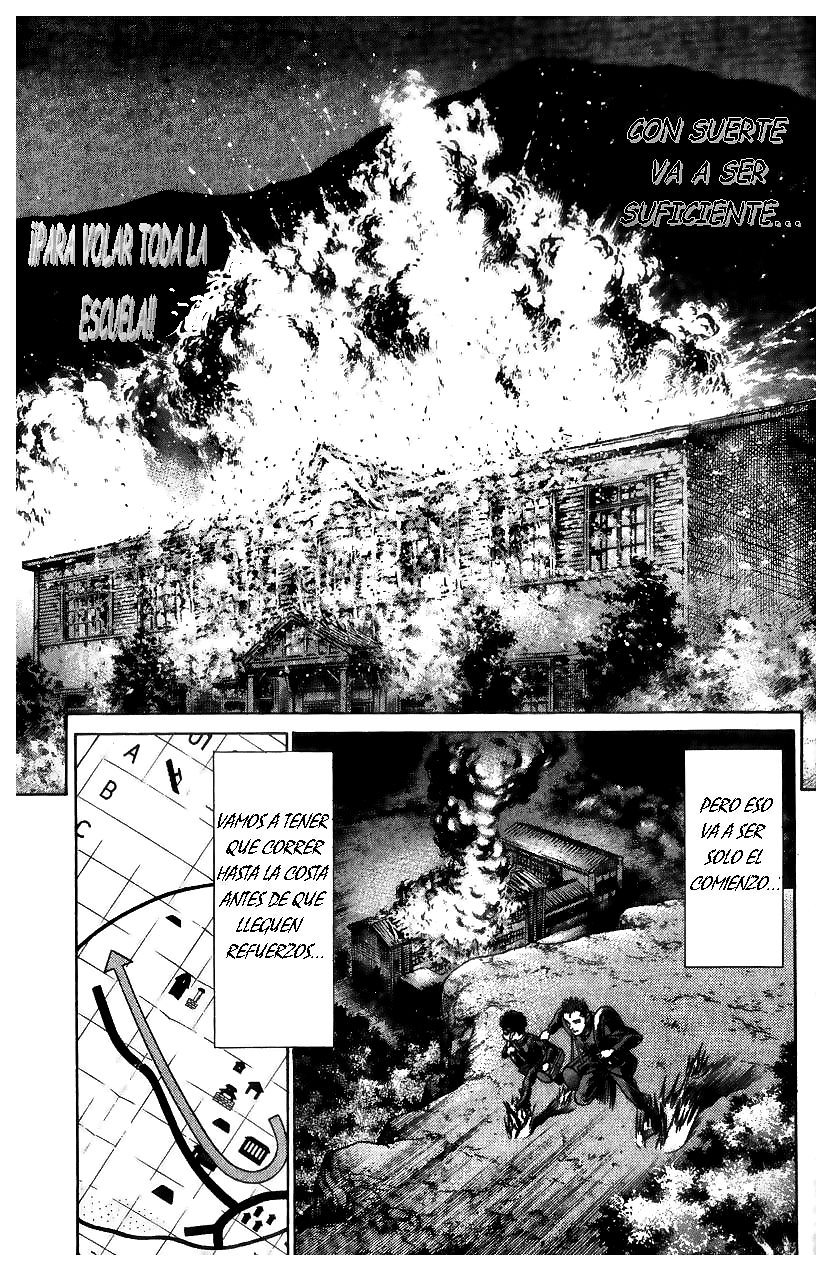 CON SUERTE
VA A SER
SUFICIENTE...
¡¡PARA VOLAR TODA LA
ESCUELA!!
PERO ESO
VA A SER
SOLO EL
COMIENZO...
VAMOS A TENER
QUE CORRER
HASTA LA COSTA
ANTES DE QUE
LLEGUEN
REFUERZOS...
01
A
B
C